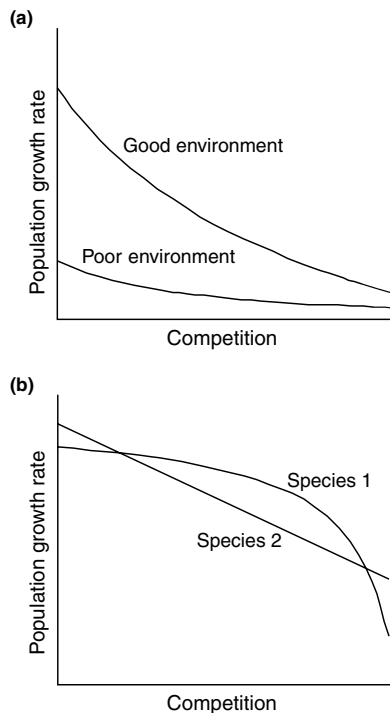 (a)
Population growth rate
Good environment
Poor environment
Competition
(b)
Population growth rate
Species 1
Species 2
Competition